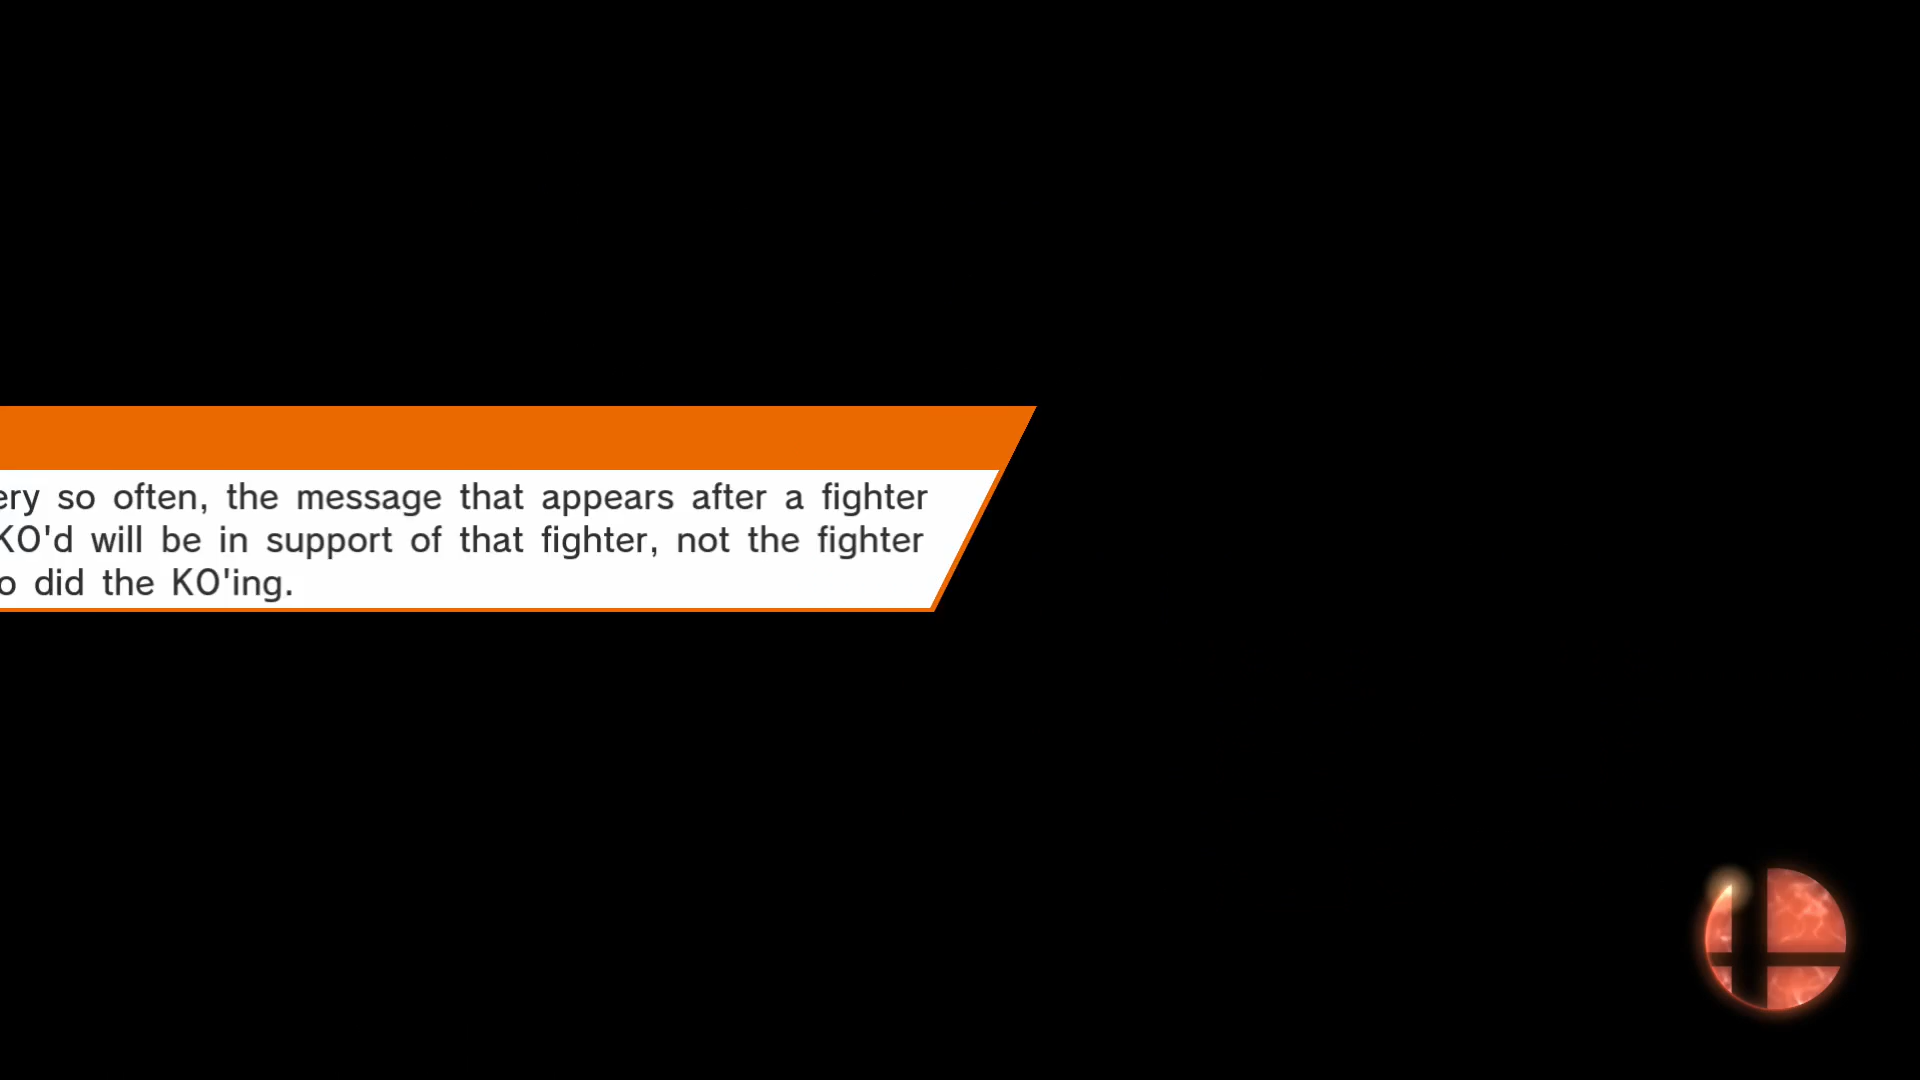 ery so often, the message that appears after a fighter
KO'd will be in support of that fighter, not the fighter
o did the KO'ing.